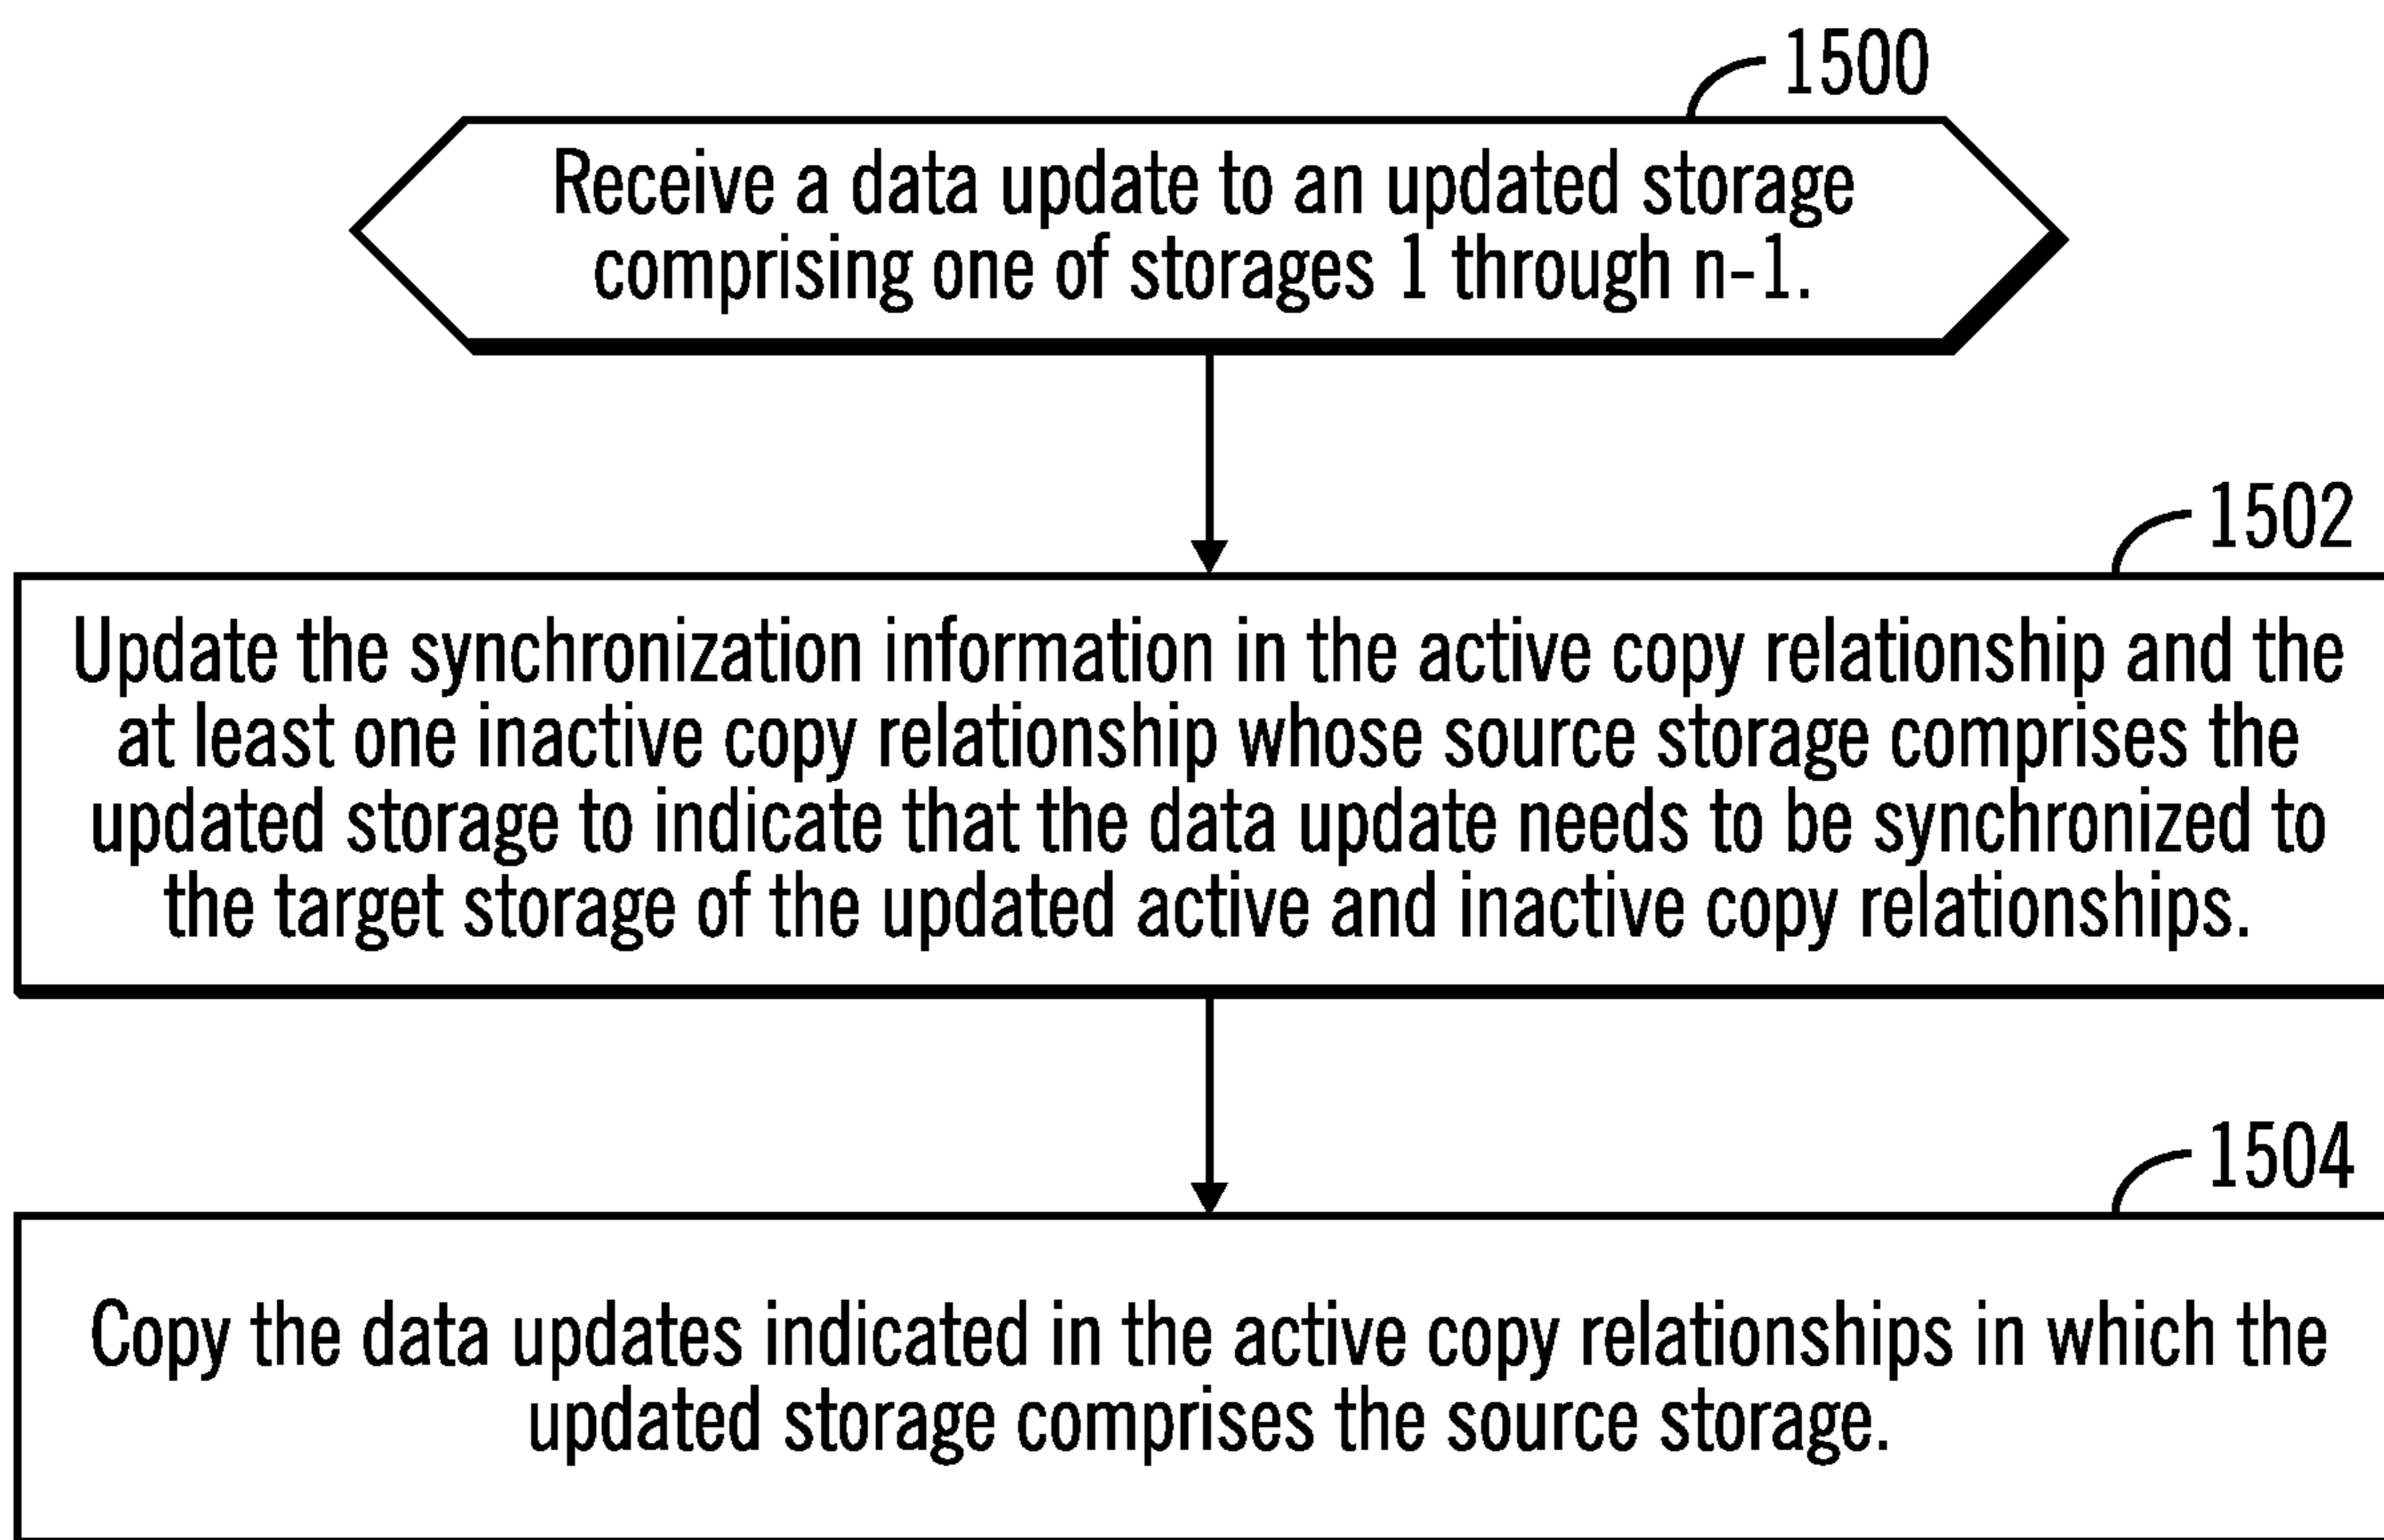 1500
Receive a data update to an updated storage
comprising one of storages 1 through n-1.
1502
Update the synchronization information in the active copy relationship and the
at least one inactive copy relationship whose source storage comprises the
updated storage to indicate that the data update needs to be synchronized to
the target storage of the updated active and inactive copy relationships.
1504
Copy the data updates indicated in the active copy relationships in which the
updated storage comprises the source storage.